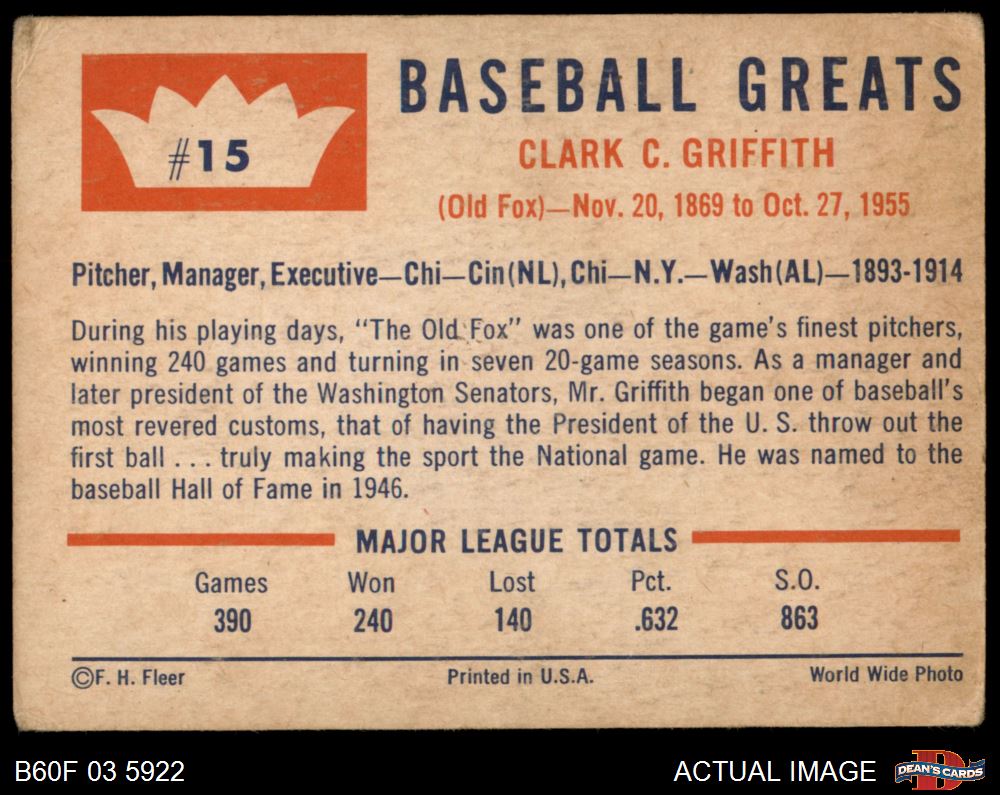 #15
BASEBALL GREATS
CLARK C. GRIFFITH
(Old Fox)—Nov. 20, 1869 to Oct. 27, 1955
Pitcher, Manager, Executive—Chi—Cin(NL), Chi—N.Y.—Wash(AL)—1893-1914
During his playing days, “The Old Fox” was one of the game’s finest pitchers,
winning 240 games and turning in seven 20-game seasons. As a manager and
later president of the Washington Senators, Mr. Griffith began one of baseball’s
most revered customs, that of having the President of the U. S. throw out the
first ball . . . truly making the sport the National game. He was named to the
baseball Hall of Fame in 1946.
MAJOR LEAGUE TOTALS
Games Won Lost Pct. S.O.
390 240 140 .632 863
©F. H. Fleer Printed in U.S.A. World Wide Photo
B60F 03 5922 ACTUAL IMAGE D DEAN'S CARDS